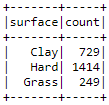 +-------+-----+
|surface|count|
+-------+-----+
|   Clay|  729|
|   Hard| 1414|
|  Grass|  249|
+-------+-----+